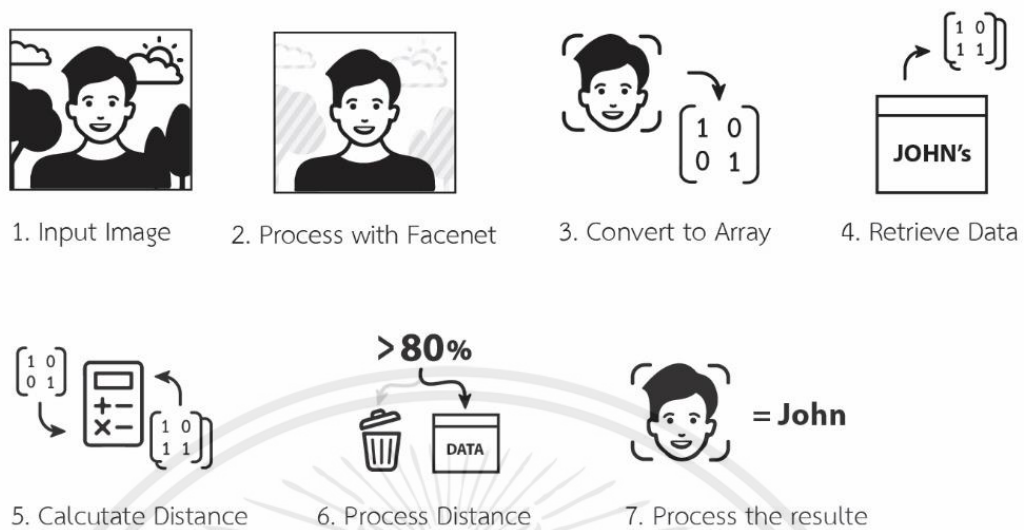 1 0
1 1
JOHN's
1 0
0 1
1. Input Image
2. Process with Facenet
3. Convert to Array
4. Retrieve Data
1 0
0 1
+−
×−
1 0
1 1
>80%
DATA
= John
5. Calcutate Distance
6. Process Distance
7. Process the resulte